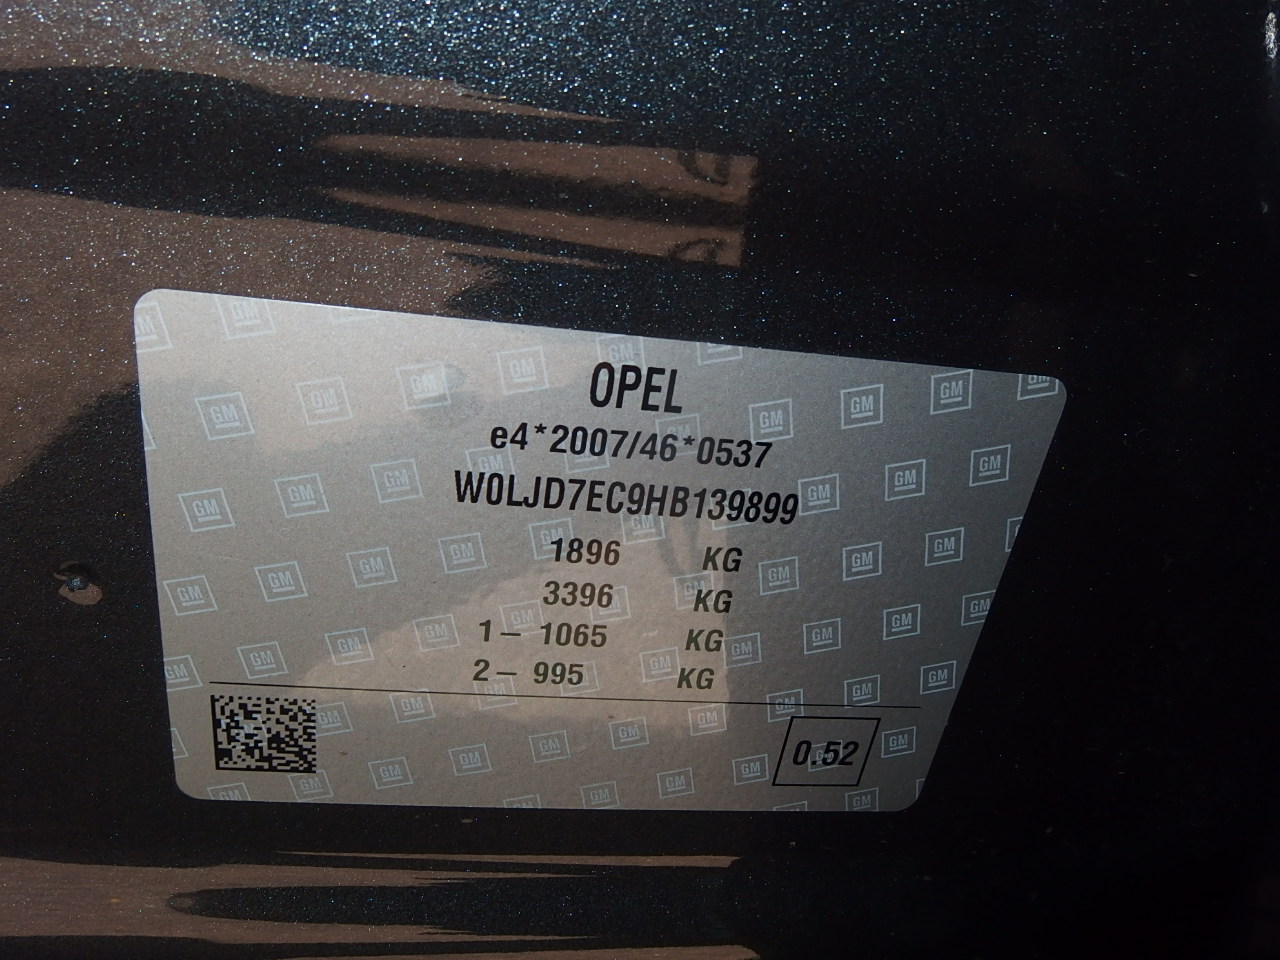 OPEL
e4*2007/46*0537
W0LJD7EC9HB139899
1896 KG
3396 KG
1– 1065 KG
2– 995 KG
0.52